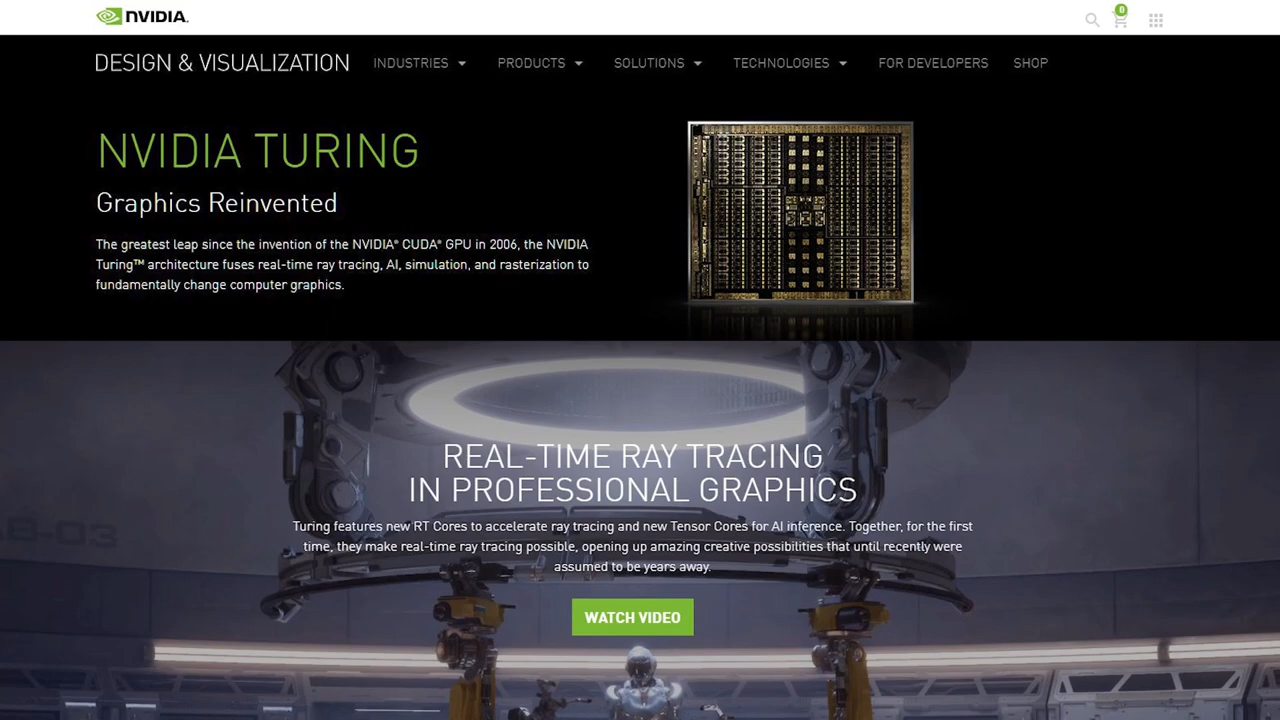 NVIDIA.
0
DESIGN & VISUALIZATION
INDUSTRIES
PRODUCTS
SOLUTIONS
TECHNOLOGIES
FOR DEVELOPERS
SHOP
NVIDIA TURING
Graphics Reinvented
The greatest leap since the invention of the NVIDIA® CUDA® GPU in 2006, the NVIDIA
Turing™ architecture fuses real-time ray tracing, AI, simulation, and rasterization to
fundamentally change computer graphics.
REAL-TIME RAY TRACING
IN PROFESSIONAL GRAPHICS
Turing features new RT Cores to accelerate ray tracing and new Tensor Cores for AI inference. Together, for the first
time, they make real-time ray tracing possible, opening up amazing creative possibilities that until recently were
assumed to be years away.
WATCH VIDEO